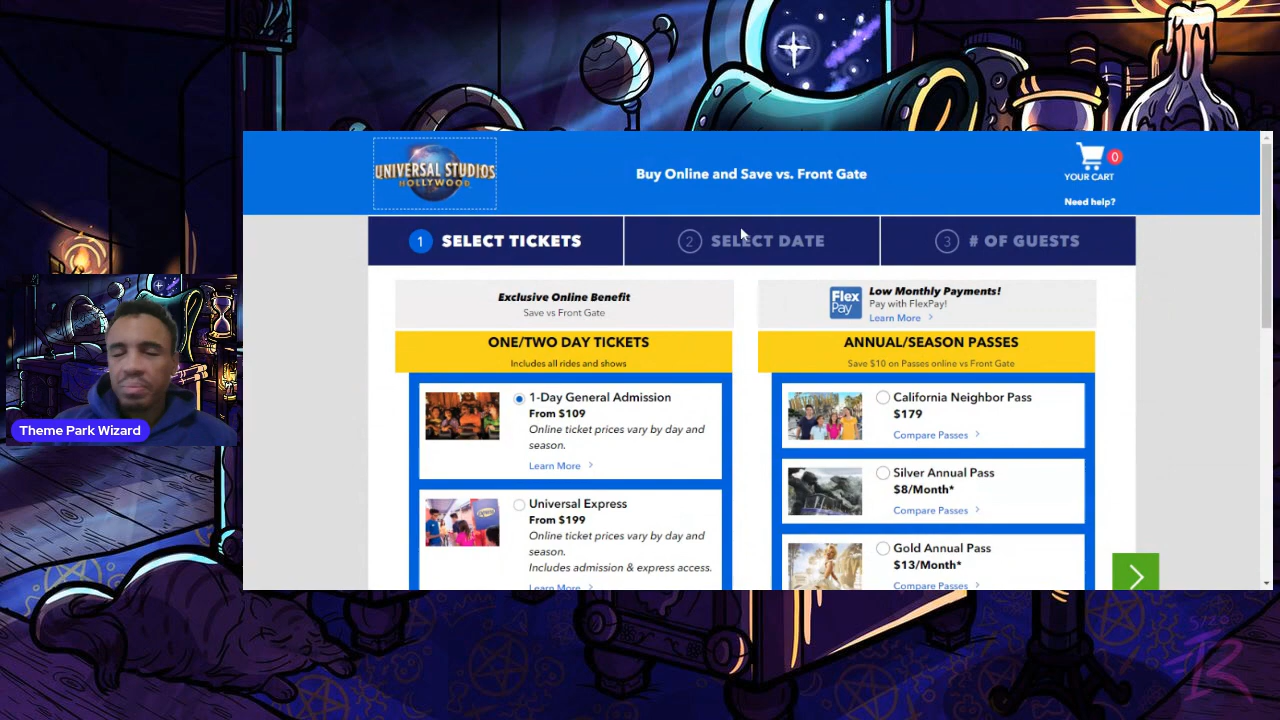 UNIVERSAL STUDIOS
HOLLYWOOD
Buy Online and Save vs. Front Gate
0
YOUR CART
Need help?
1 SELECT TICKETS
2 SELECT DATE
3 # OF GUESTS
Exclusive Online Benefit
Save vs Front Gate
ONE/TWO DAY TICKETS
Includes all rides and shows
1-Day General Admission
From $109
Online ticket prices vary by day and
season.
Learn More >
Universal Express
From $199
Online ticket prices vary by day and
season.
Includes admission & express access.
Learn More
Flex
Pay
Low Monthly Payments!
Pay with FlexPay!
Learn More >
ANNUAL/SEASON PASSES
Save $10 on Passes online vs Front Gate
California Neighbor Pass
$179
Compare Passes >
Silver Annual Pass
$8/Month*
Compare Passes >
Gold Annual Pass
$13/Month*
Compare Passes >
Theme Park Wizard